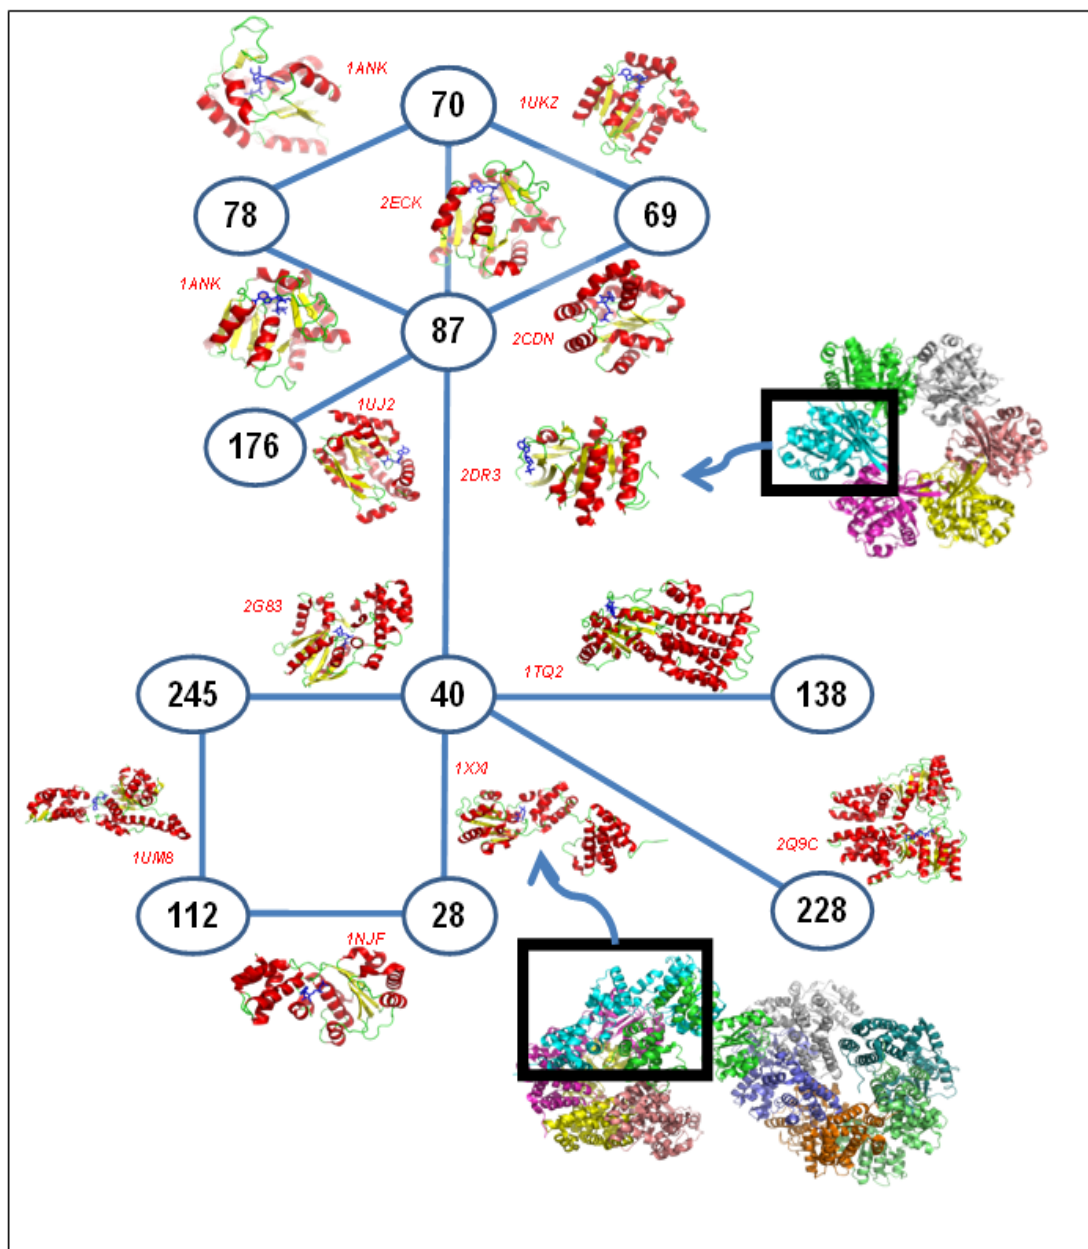 1ANK
70
1UKZ
78
2ECK
69
1ANK
87
2CDN
176
1UJ2
2DR3
2G83
245
40
1TQ2
138
1XXI
1UM8
2Q9C
112
28
228
1NJF